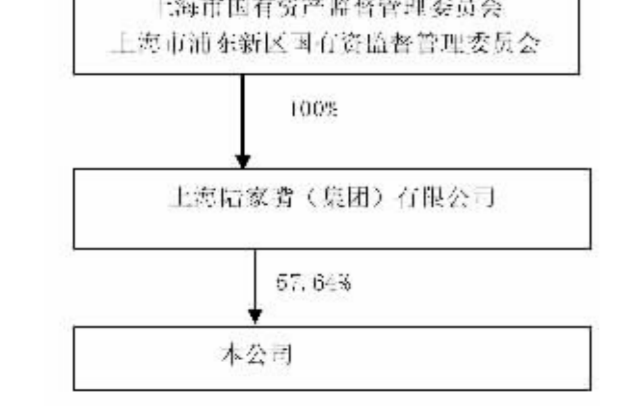 上海市国有资产监督管理委员会
上海市浦东新区国有资监督管理委员会
100%
上海陆家嘴（集团）有限公司
57.64%
本公司